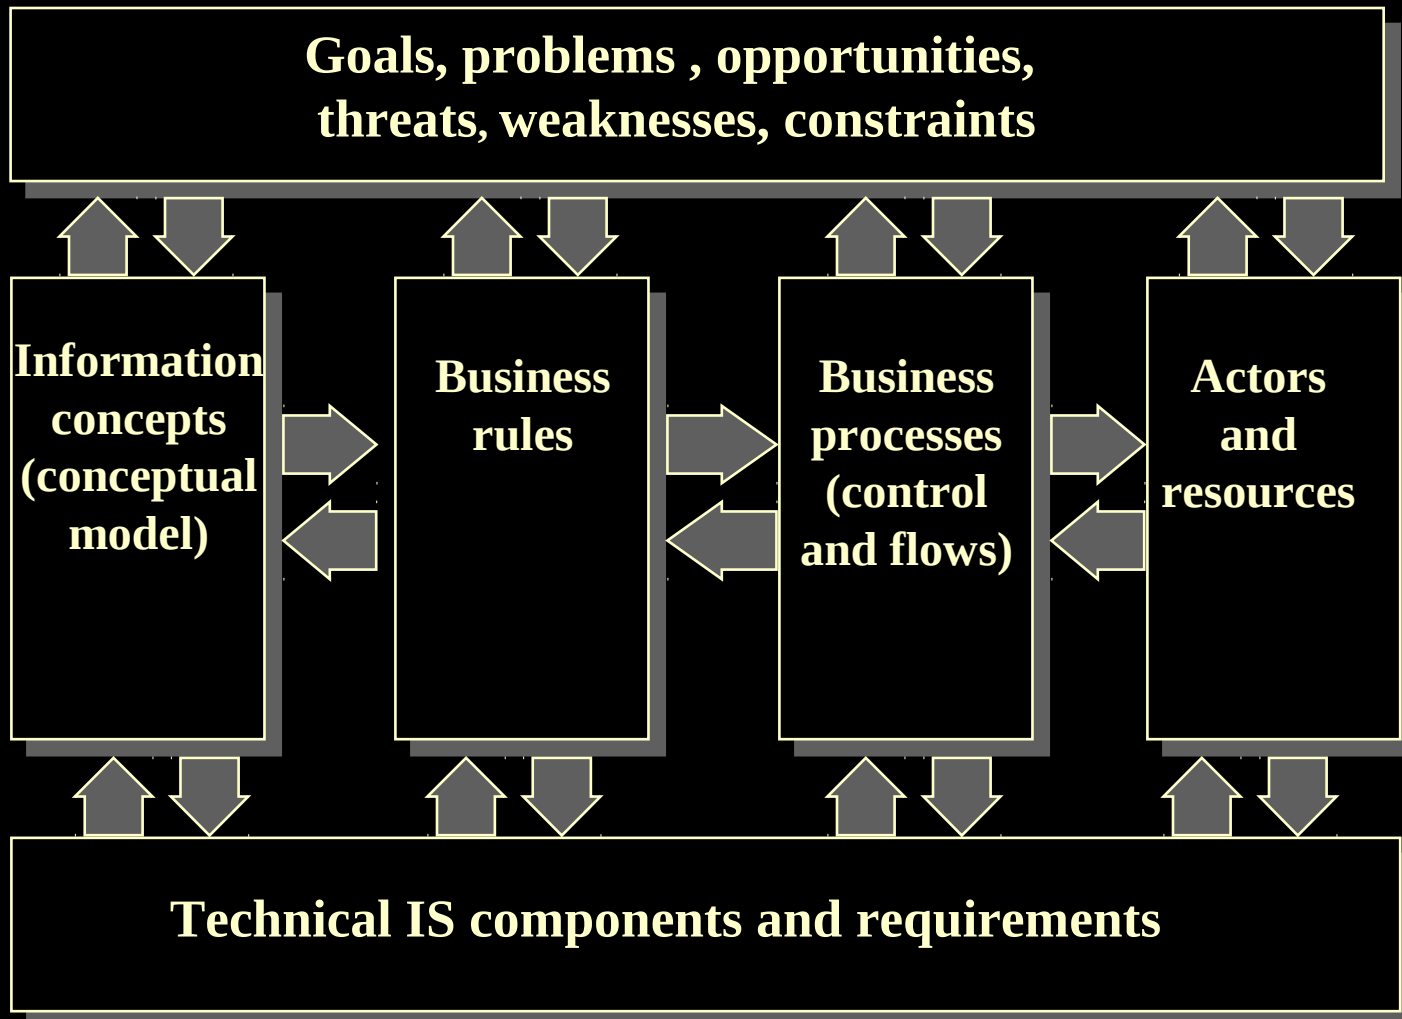 Goals, problems , opportunities,
threats, weaknesses, constraints
Information
concepts
(conceptual
model)
Business
rules
Business
processes
(control
and flows)
Actors
and
resources
Technical IS components and requirements